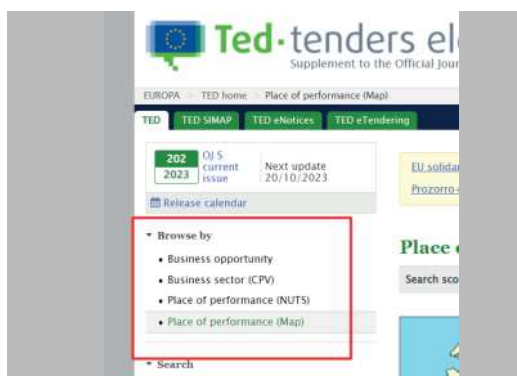 Ted·tenders el
Supplement to the Official Jour
EUROPA > TED home > Place of performance (Map)
TED TED SIMAP TED eNotices TED eTendering
202
2023
OJ S
current
issue
Next update
20/10/2023
Release calendar
EU solida
Prozorro
Browse by
• Business opportunity
• Business sector (CPV)
• Place of performance (NUTS)
• Place of performance (Map)
Place
Search sco
Search